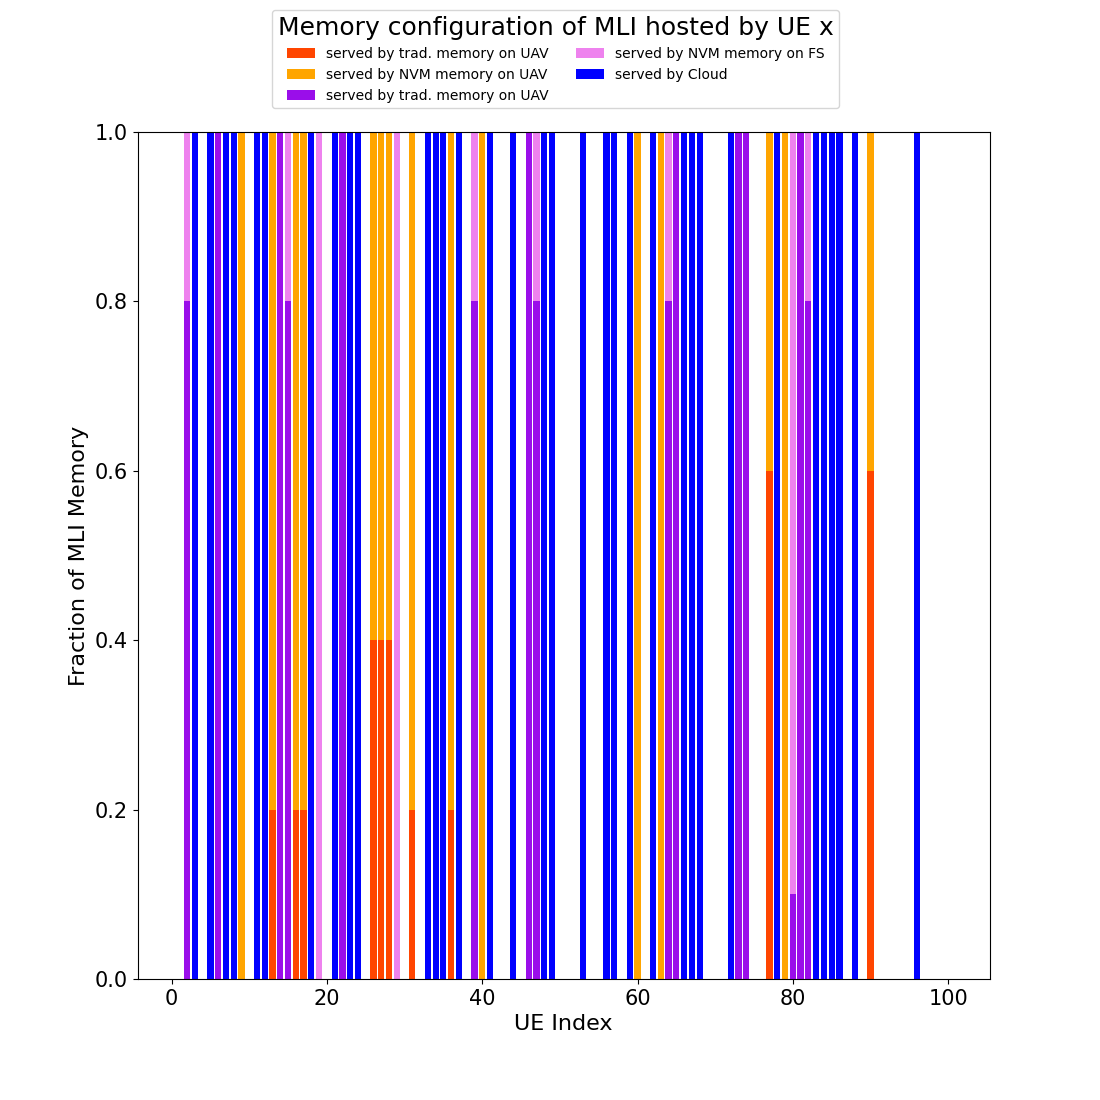 Memory configuration of MLI hosted by UE x
served by trad. memory on UAV
served by NVM memory on UAV
served by trad. memory on UAV
served by NVM memory on FS
served by Cloud
1.0
0.8
0.6
0.4
0.2
0.0
Fraction of MLI Memory
0 20 40 60 80 100
UE Index